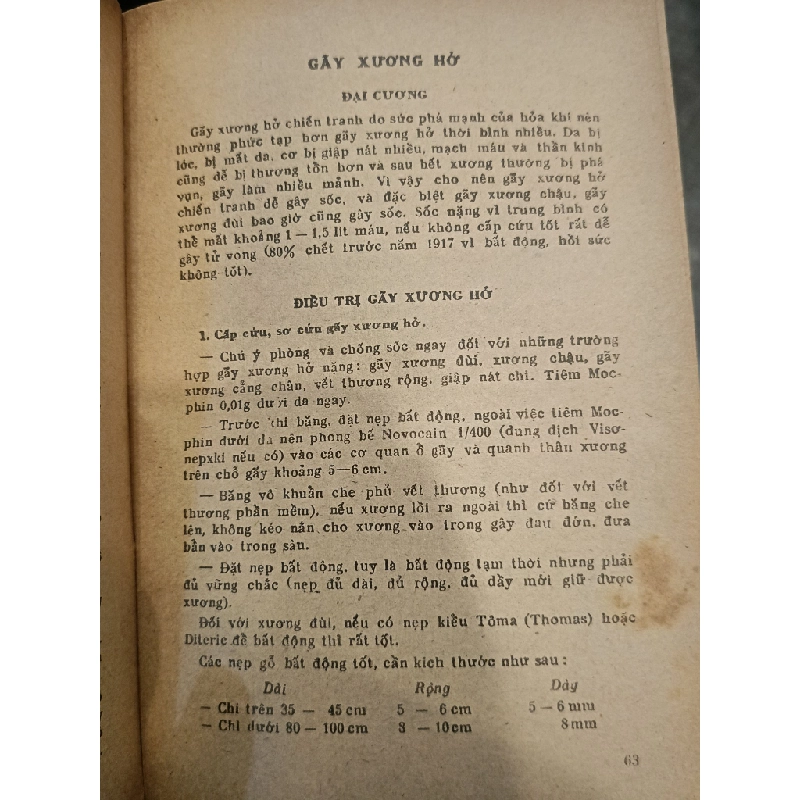 GÃY XƯƠNG HỞ
ĐẠI CƯƠNG
Gãy xương hở chiến tranh do sức phá mạnh của hỏa khí nên
thường phức tạp hơn gãy xương hở thời bình nhiều. Da bị
lóc, bị mất da, cơ bị giập nát nhiều, mạch máu và thần kinh
cũng dễ bị thương tổn hơn và sau hết xương thường bị phá
vụn, gãy làm nhiều mảnh. Vì vậy cho nên gãy xương hở
chiến tranh dễ gây sốc, và đặc biệt gãy xương chậu, gãy
xương đùi bao giờ cũng gây sốc. Sốc nặng vì trung bình có
thể mất khoảng 1 — 1,5 lít máu, nếu không cấp cứu tốt rất dễ
gây tử vong (80% chết trước năm 1917 vì bất động, hồi sức
không tốt).
ĐIỀU TRỊ GÃY XƯƠNG HỞ
1. Cấp cứu, sơ cứu gãy xương hở.
— Chú ý phòng và chống sốc ngay đối với những trường
hợp gãy xương hở nặng: gãy xương đùi, xương chậu, gãy
xương cẳng chân, vết thương rộng, giập nát chi. Tiêm Moc-
phin 0,01g dưới da ngay.
— Trước thi băng, đặt nẹp bất động, ngoài việc tiêm Moc-
phin dưới da nên phong bế Novocain 1/400 (dung dịch Visơ-
nepxki nếu có) vào các cơ quan ổ gãy và quanh thân xương
trên chỗ gẫy khoảng 5—6 cm.
— Băng vô khuẩn che phủ vết thương (như đối với vết
thương phần mềm), nếu xương lòi ra ngoài thì cứ băng che
lên, không kéo nắn cho xương vào trong gây đau đớn, đưa
bẩn vào trong sâu.
— Đặt nẹp bất động, tuy là bất động tạm thời nhưng phải
đủ vững chắc (nẹp đủ dài, đủ rộng, đủ dầy mới giữ được
xương).
Đối với xương đùi, nếu có nẹp kiểu Tôma (Thomas) hoặc
Diteric để bất động thì rất tốt.
Các nẹp gỗ bất động tốt, cần kích thước như sau :
Dài Rộng Dày
— Chi trên 35 — 45 cm 5 — 6 cm 5 — 6 mm
— Chi dưới 80 — 100 cm 8 — 10 cm 8 mm
63